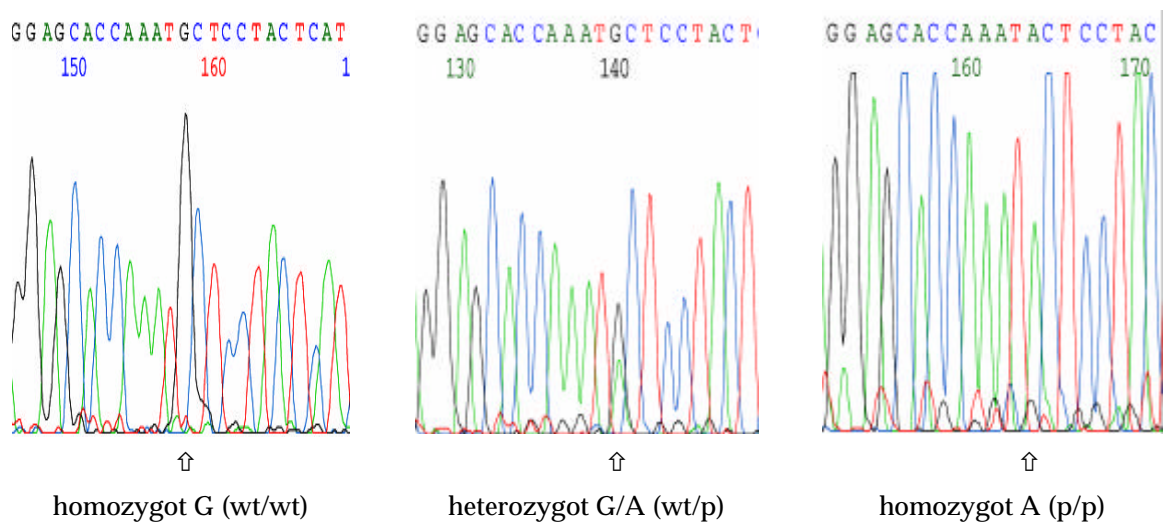 GGAGCACCAAATGCTCCTACTCAT
150 160 1
GGAGCACCAAATGCTCCTACT
130 140
GGAGCACCAAATACTCCTAC
160 170
⇧ ⇧ ⇧
homozygot G (wt/wt)
heterozygot G/A (wt/p)
homozygot A (p/p)